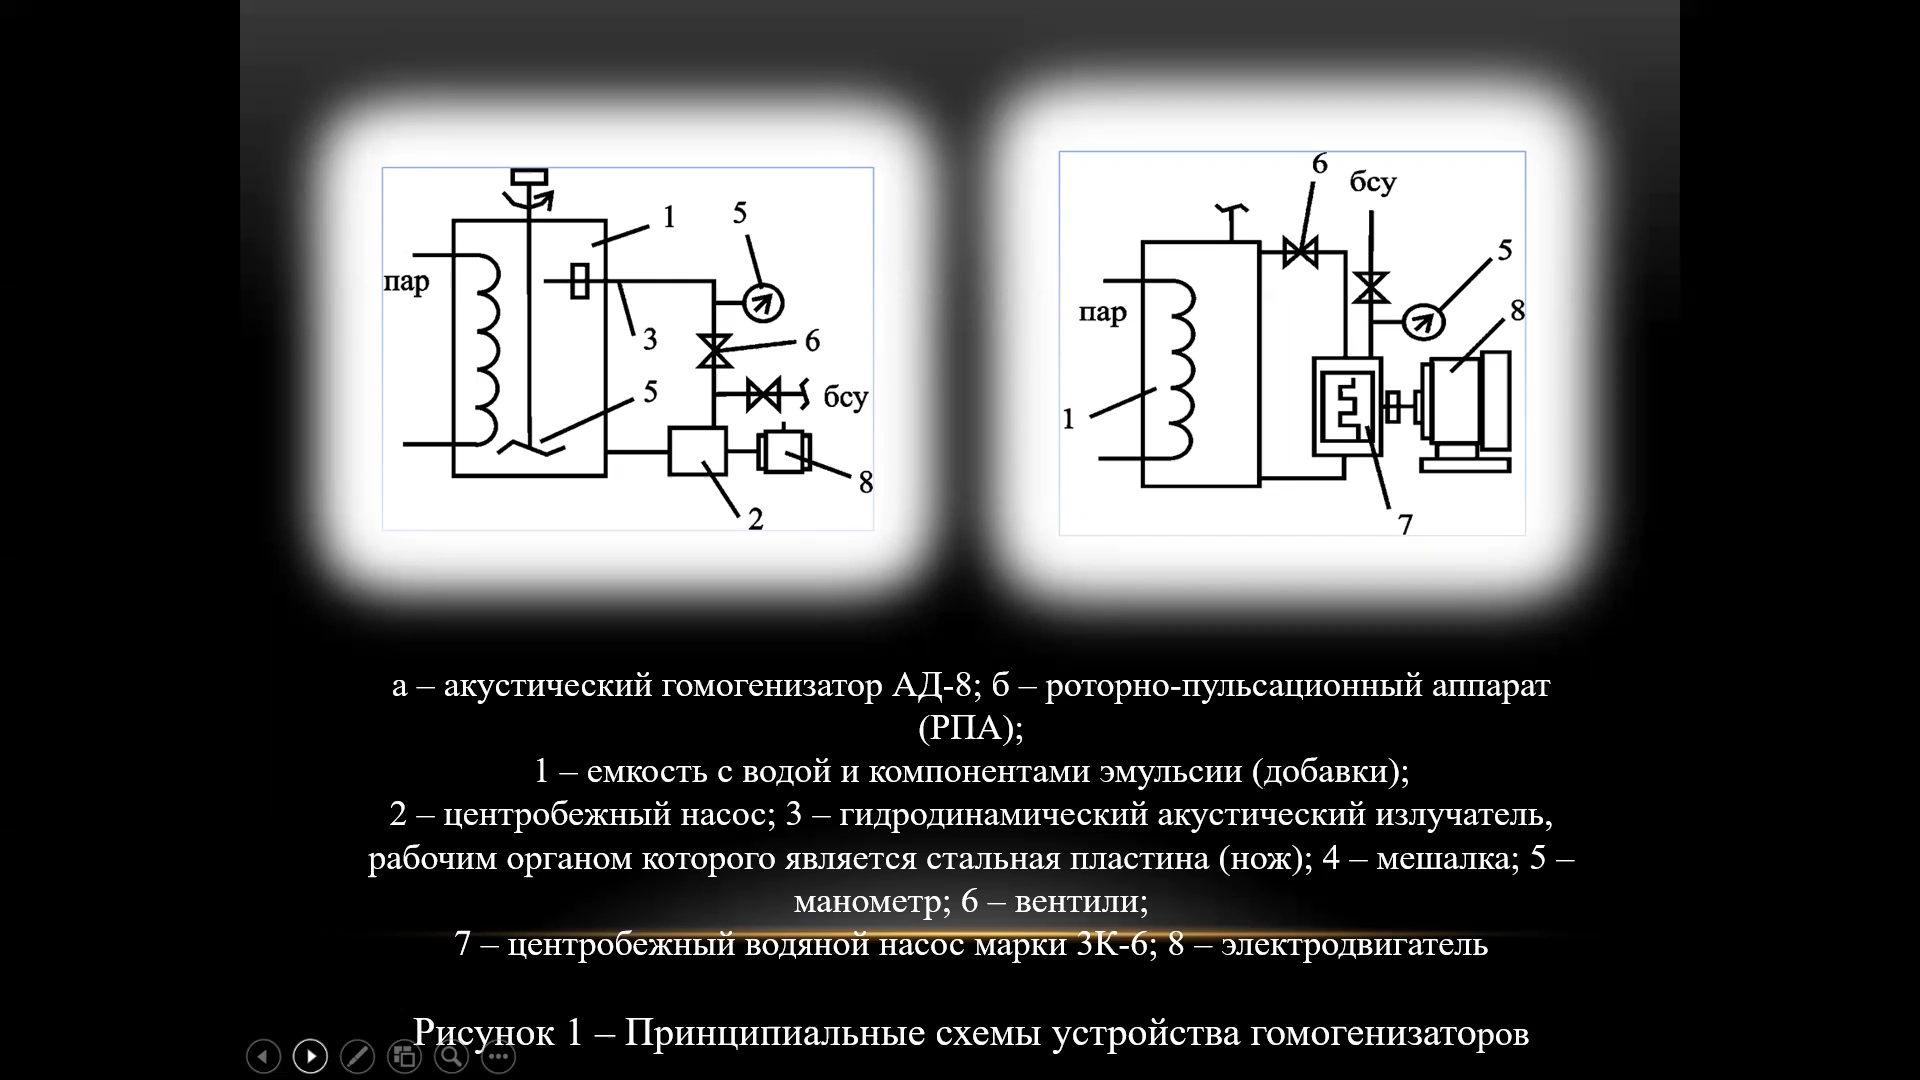 1
5
пар
3
6
5
бсу
8
2
6
бсу
5
пар
8
1
7
а – акустический гомогенизатор АД-8; б – роторно-пульсационный аппарат
(РПА);
1 – емкость с водой и компонентами эмульсии (добавки);
2 – центробежный насос; 3 – гидродинамический акустический излучатель,
рабочим органом которого является стальная пластина (нож); 4 – мешалка; 5 –
манометр; 6 – вентили;
7 – центробежный водяной насос марки 3К-6; 8 – электродвигатель
Рисунок 1 – Принципиальные схемы устройства гомогенизаторов